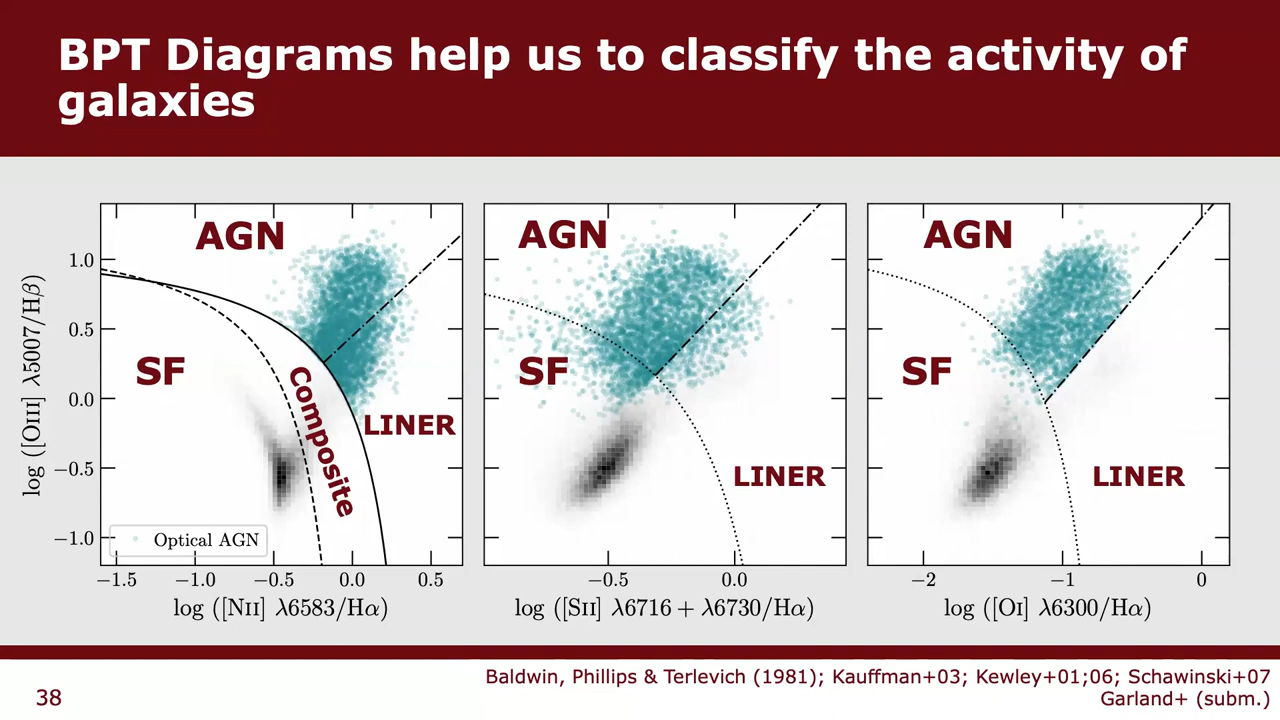 BPT Diagrams help us to classify the activity of
galaxies
AGN
SF
Composite
LINER
Optical AGN
1.0
0.5
0.0
−0.5
−1.0
−1.5 −1.0 −0.5 0.0 0.5
log ([OIII] λ5007/Hβ)
log ([NII] λ6583/Hα)
AGN
SF
LINER
−0.5 0.0
log ([SII] λ6716 + λ6730/Hα)
AGN
SF
LINER
−2 −1 0
log ([OI] λ6300/Hα)
Baldwin, Phillips & Terlevich (1981); Kauffman+03; Kewley+01;06; Schawinski+07
Garland+ (subm.)
38